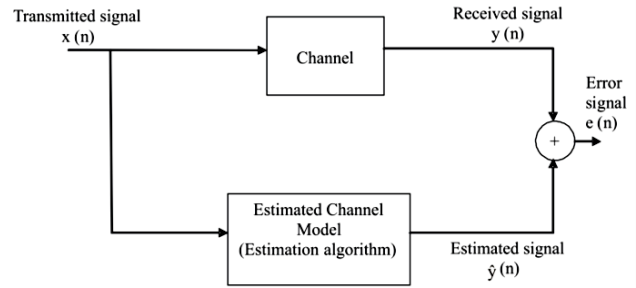 Transmitted signal
x (n)
Channel
Received signal
y (n)
Error
signal
e (n)
+
Estimated Channel
Model
(Estimation algorithm)
Estimated signal
ŷ (n)